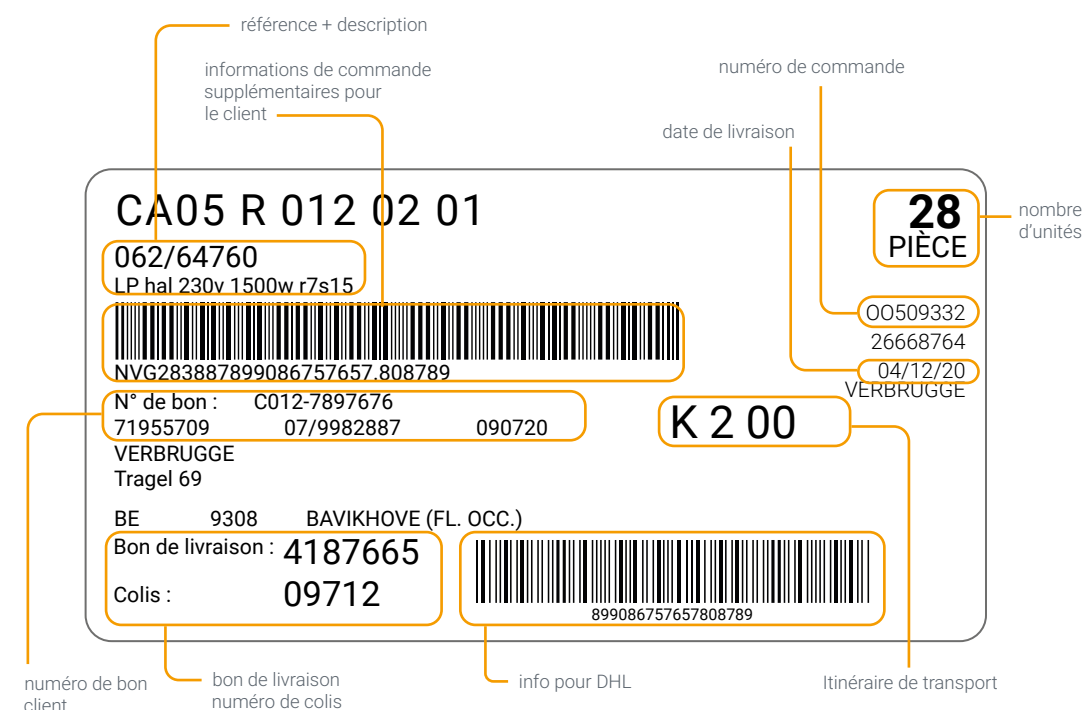 référence + description
informations de commande
supplémentaires pour
le client
numéro de commande
date de livraison
CA05 R 012 02 01
28
PIÈCE
nombre
d'unités
062/64760
LP hal 230v 1500w r7s15
OO509332
26668764
04/12/20
VERBRUGGE
NVG283887899086757657.808789
N° de bon : C012-7897676
71955709 07/9982887 090720
K 2 00
VERBRUGGE
Tragel 69
BE 9308 BAVIKHOVE (FL. OCC.)
Bon de livraison : 4187665
Colis : 09712
899086757657808789
numéro de bon
client
bon de livraison
numéro de colis
info pour DHL
Itinéraire de transport